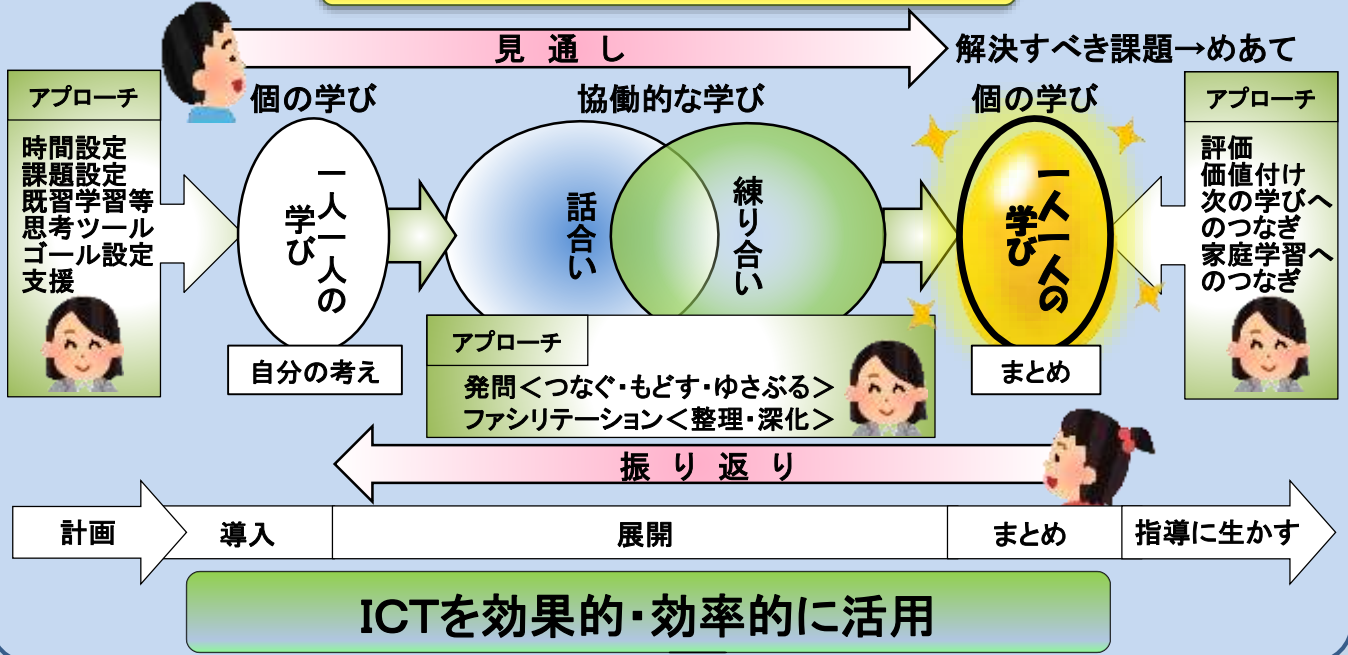 見通し
解決すべき課題→めあて
アプローチ
時間設定
課題設定
既習学習等
思考ツール
ゴール設定
支援
個の学び
一人一人の
学び
自分の考え
協働的な学び
話合い
練り合い
アプローチ
発問<つなぐ・もどす・ゆさぶる>
ファシリテーション<整理・深化>
個の学び
一人一人の
学び
まとめ
アプローチ
評価
価値付け
次の学びへ
のつなぎ
家庭学習へ
のつなぎ
振り返り
計画
導入
展開
まとめ
指導に生かす
ICTを効果的・効率的に活用